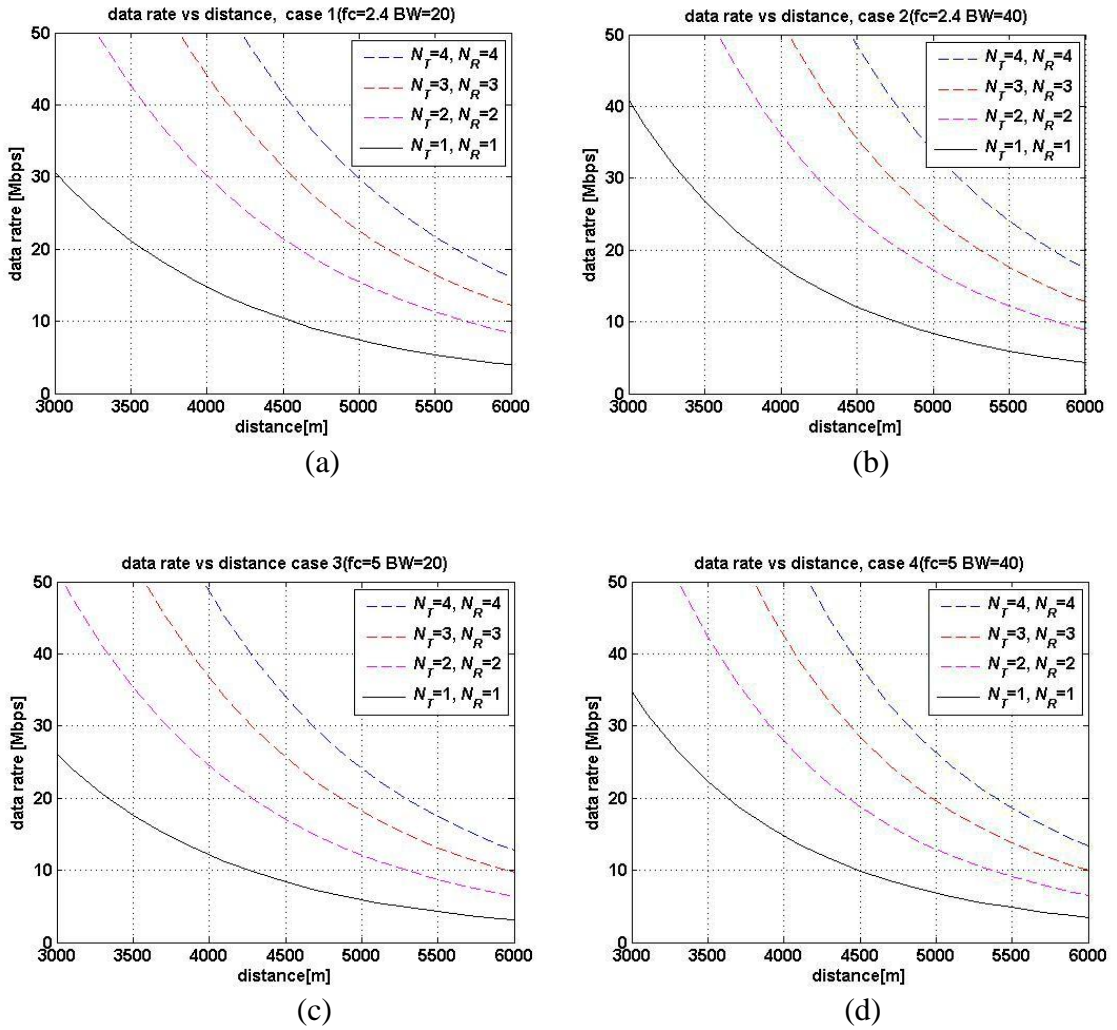 data rate vs distance,  case 1(fc=2.4 BW=20)
50
40
30
20
10
0
data ratre [Mbps]
N_T=4, N_R=4
N_T=3, N_R=3
N_T=2, N_R=2
N_T=1, N_R=1
3000 3500 4000 4500 5000 5500 6000
distance[m]
(a)
data rate vs distance, case 2(fc=2.4 BW=40)
50
40
30
20
10
0
data ratre [Mbps]
N_T=4, N_R=4
N_T=3, N_R=3
N_T=2, N_R=2
N_T=1, N_R=1
3000 3500 4000 4500 5000 5500 6000
distance[m]
(b)
data rate vs distance case 3(fc=5 BW=20)
50
40
30
20
10
0
data ratre [Mbps]
N_T=4, N_R=4
N_T=3, N_R=3
N_T=2, N_R=2
N_T=1, N_R=1
3000 3500 4000 4500 5000 5500 6000
distance[m]
(c)
data rate vs distance, case 4(fc=5 BW=40)
50
40
30
20
10
0
data ratre [Mbps]
N_T=4, N_R=4
N_T=3, N_R=3
N_T=2, N_R=2
N_T=1, N_R=1
3000 3500 4000 4500 5000 5500 6000
distance[m]
(d)